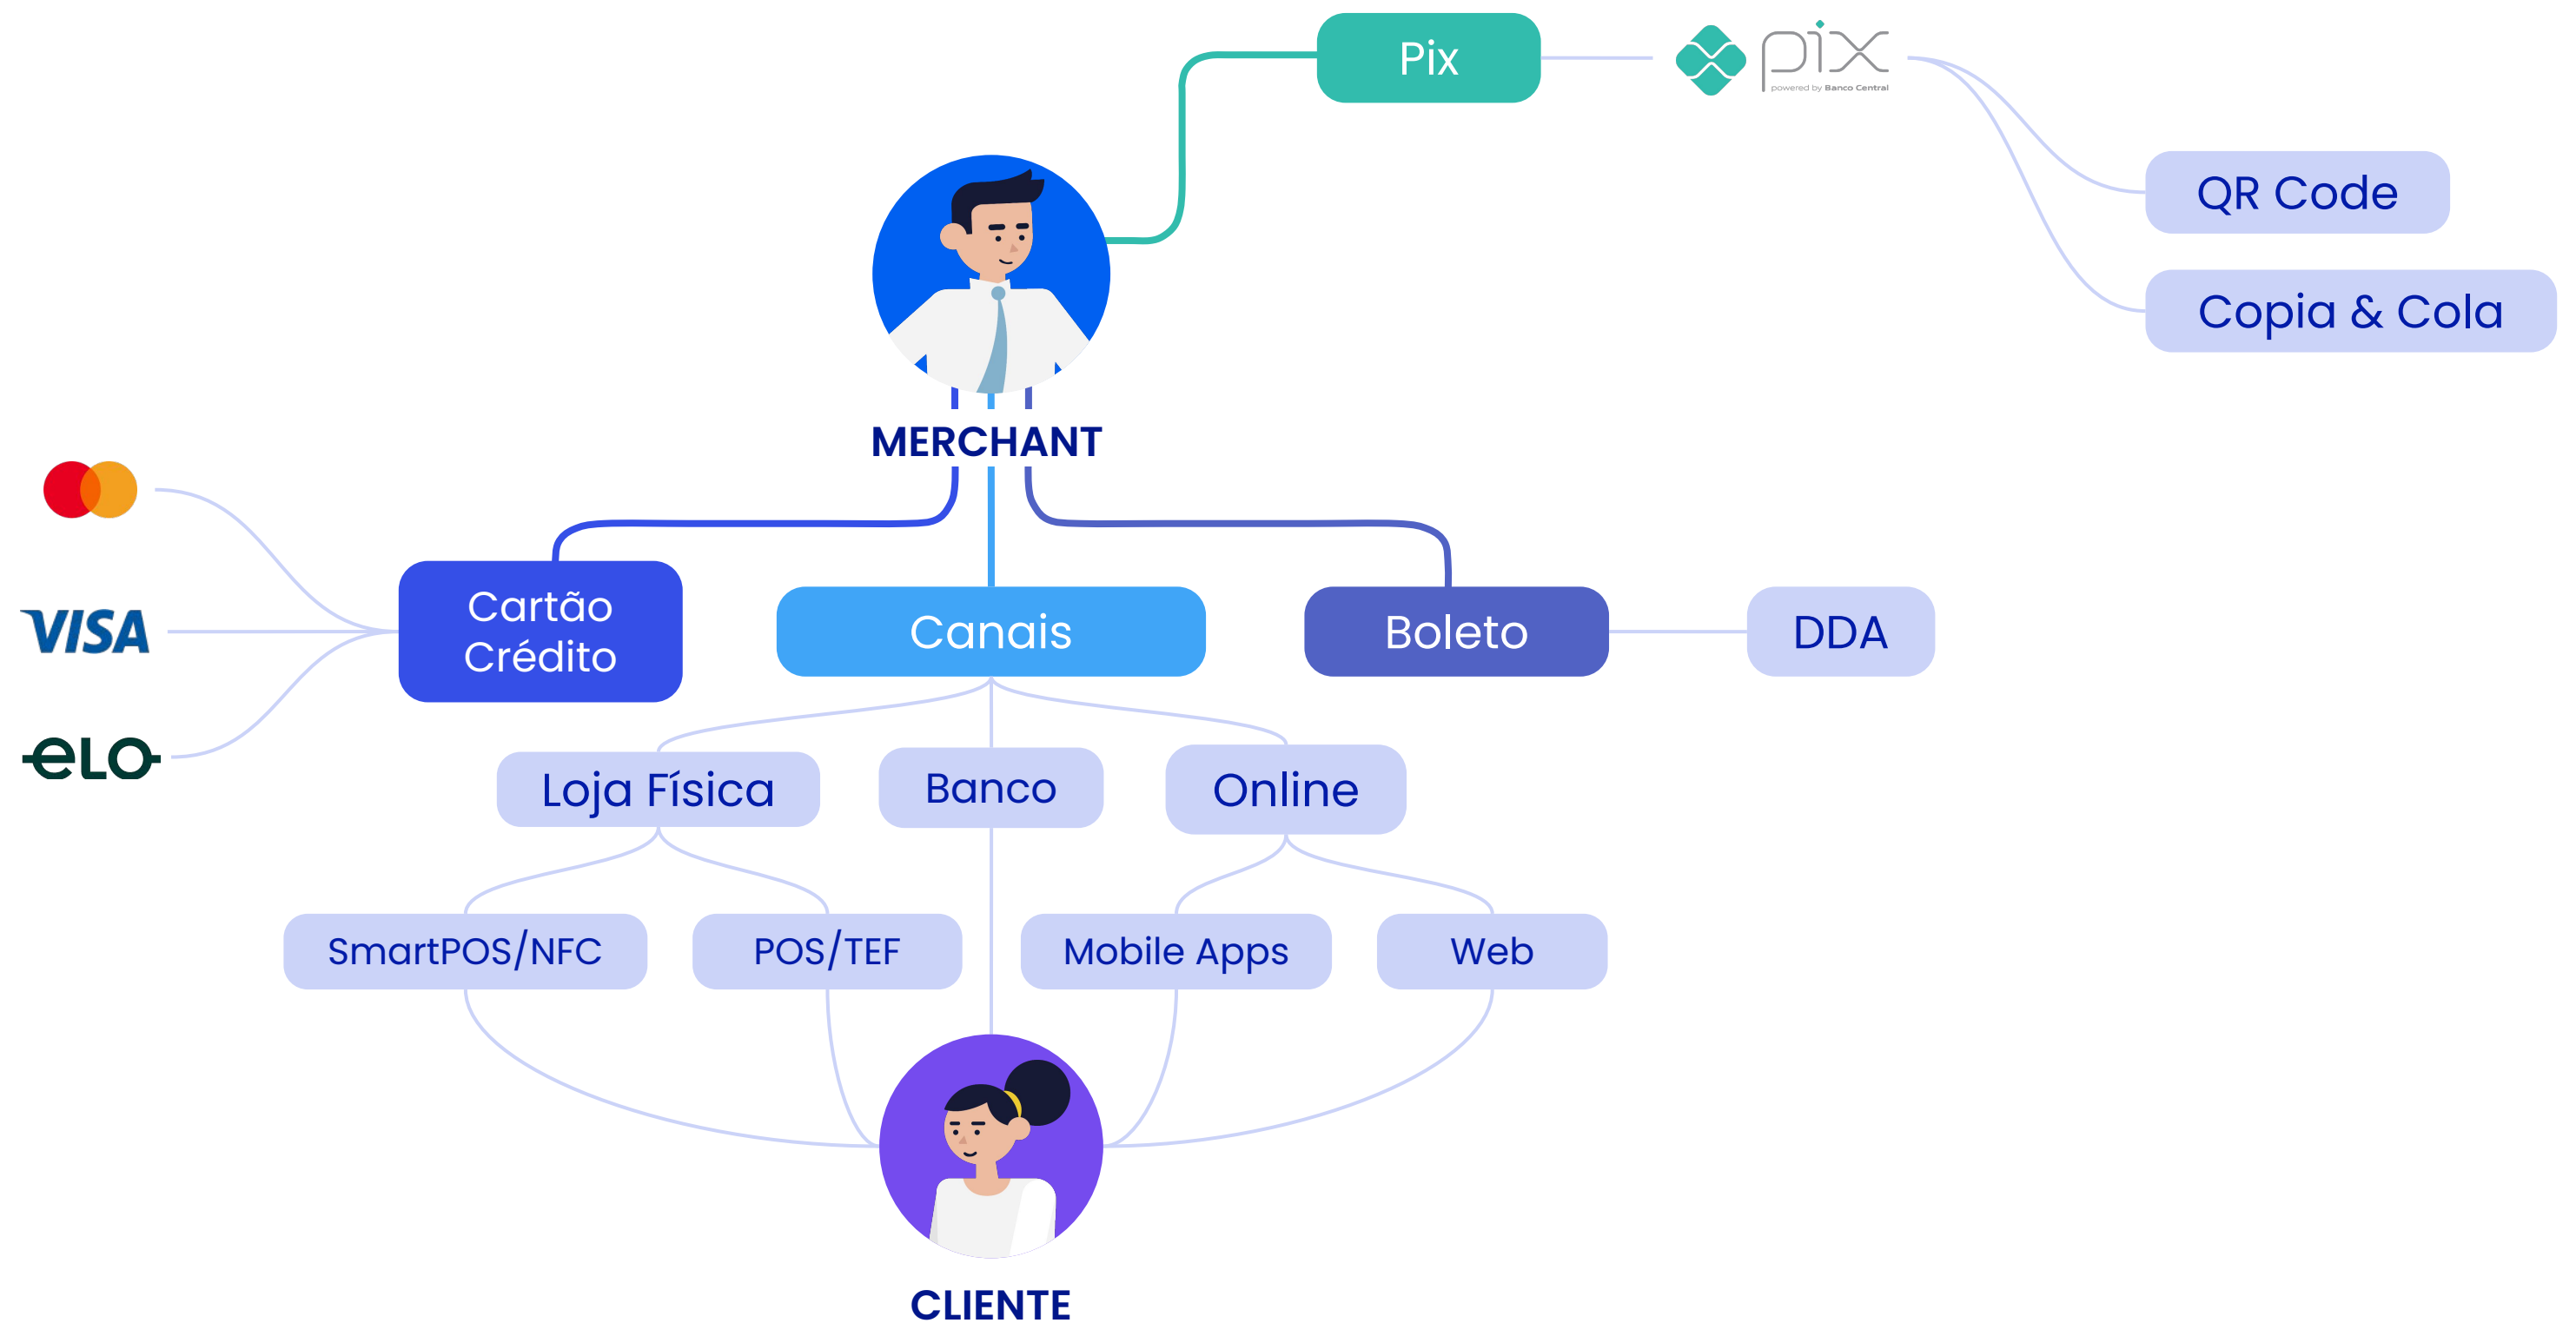 Pix
pix
powered by Banco Central
QR Code
Copia & Cola
MERCHANT
VISA
elo
Cartão
Crédito
Canais
Boleto
DDA
Loja Física
Banco
Online
SmartPOS/NFC
POS/TEF
Mobile Apps
Web
CLIENTE